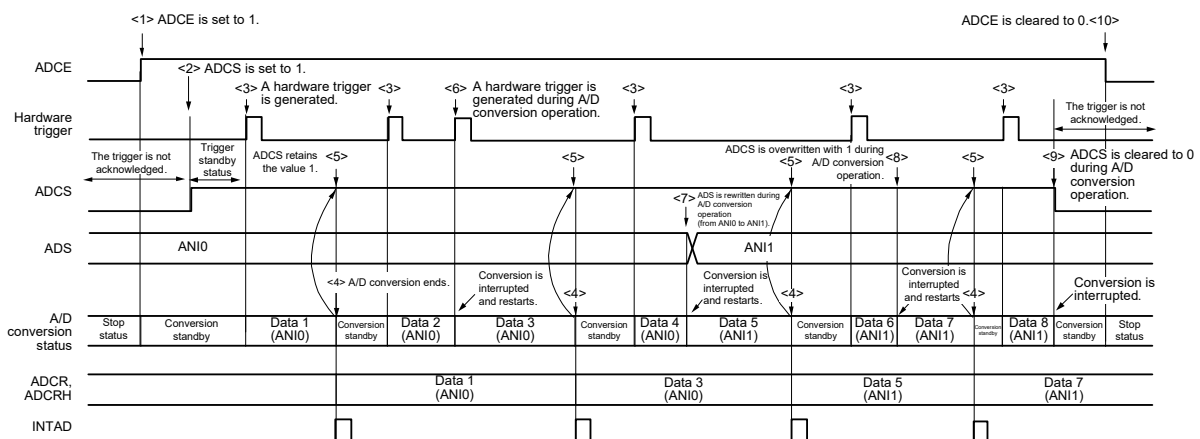 <1> ADCE is set to 1.
ADCE is cleared to 0.<10>
ADCE
<2> ADCS is set to 1.
<3> A hardware trigger
is generated.
<3>
<6> A hardware trigger is
generated during A/D
conversion operation.
<3>
<3>
<3>
The trigger is not
acknowledged.
Hardware
trigger
The trigger is not
acknowledged.
Trigger
standby
status
ADCS retains
the value 1.
<5>
<5>
ADCS is overwritten with 1 during
A/D conversion
operation.
<5>
<8>
<5>
<9> ADCS is cleared to 0
during A/D
conversion
operation.
ADCS
<7> ADS is rewritten during
A/D conversion
operation
(from ANI0 to ANI1).
ADS
ANI0
ANI1
<4> A/D conversion ends.
Conversion is
interrupted
and restarts.
<4>
Conversion is
interrupted
and restarts.
<4>
Conversion is
interrupted
and restarts
<4>
Conversion is
interrupted.
A/D
conversion
status
Stop
status
Conversion
standby
Data 1
(ANI0)
Conversion
standby
Data 2
(ANI0)
Data 3
(ANI0)
Conversion
standby
Data 4
(ANI0)
Data 5
(ANI1)
Conversion
standby
Data 6
(ANI1)
Data 7
(ANI1)
Conversion
standby
Data 8
(ANI1)
Conversion
standby
Stop
status
ADCR,
ADCRH
Data 1
(ANI0)
Data 3
(ANI0)
Data 5
(ANI1)
Data 7
(ANI1)
INTAD